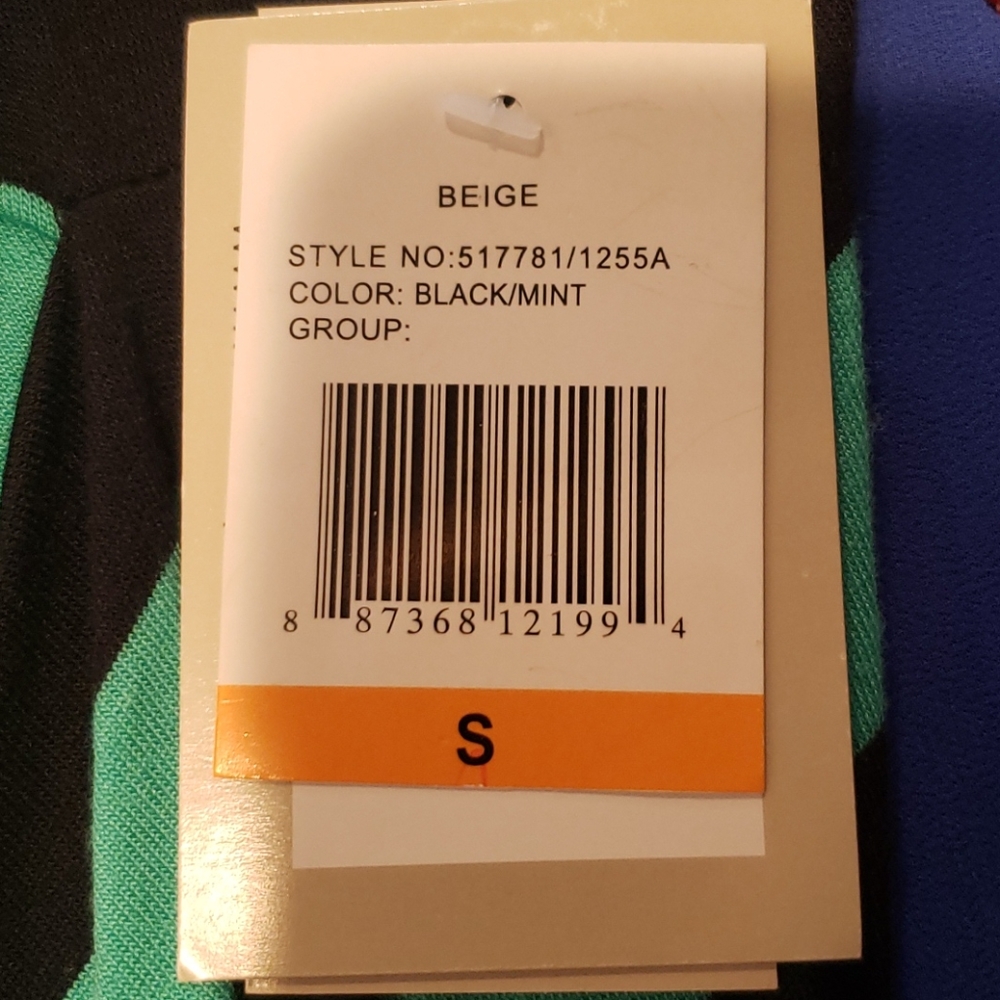 BEIGE
STYLE NO:517781/1255A
COLOR: BLACK/MINT
GROUP:
8 87368 12199 4
S